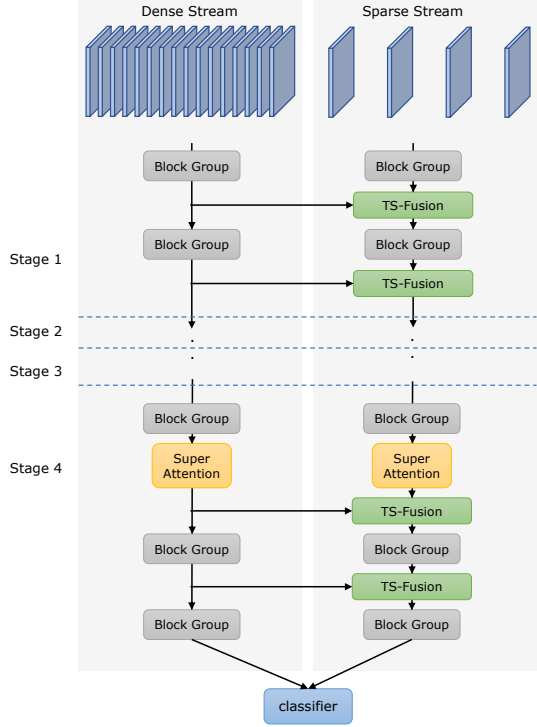 Dense Stream
Sparse Stream
Block Group
Block Group
TS-Fusion
Block Group
Block Group
Stage 1
TS-Fusion
Stage 2
Stage 3
Block Group
Block Group
Stage 4
Super
Attention
Super
Attention
TS-Fusion
Block Group
Block Group
TS-Fusion
Block Group
Block Group
classifier